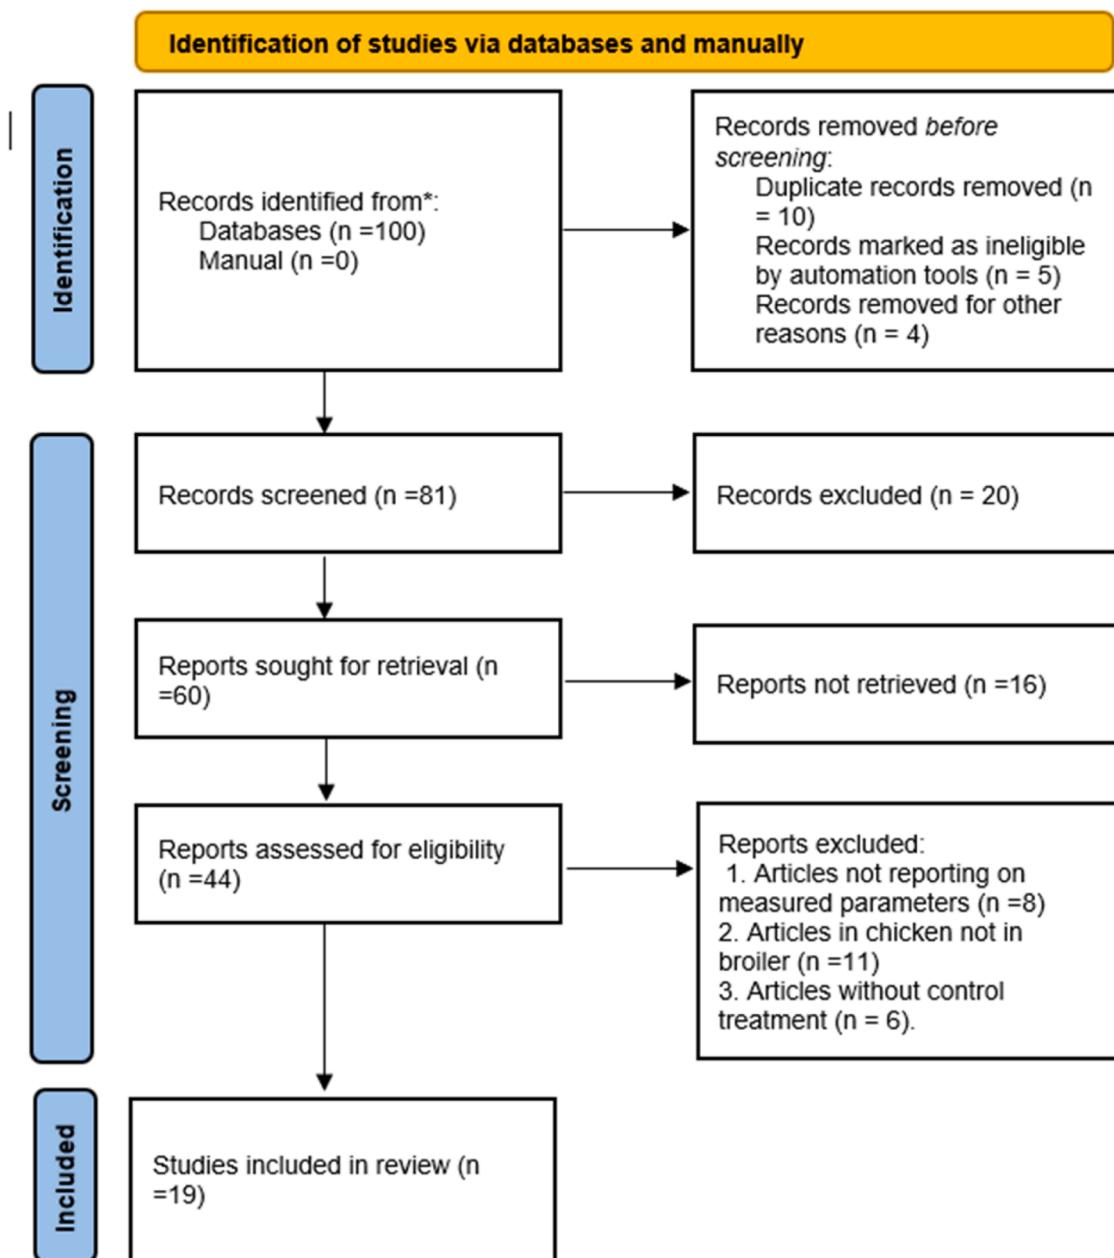 Identification of studies via databases and manually
Identification
Records identified from*:
Databases (n =100)
Manual (n =0)
Records removed before
screening:
Duplicate records removed (n
= 10)
Records marked as ineligible
by automation tools (n = 5)
Records removed for other
reasons (n = 4)
Screening
Records screened (n =81)
Records excluded (n = 20)
Reports sought for retrieval (n
=60)
Reports not retrieved (n =16)
Reports assessed for eligibility
(n =44)
Reports excluded:
1. Articles not reporting on
measured parameters (n =8)
2. Articles in chicken not in
broiler (n =11)
3. Articles without control
treatment (n = 6).
Included
Studies included in review (n
=19)